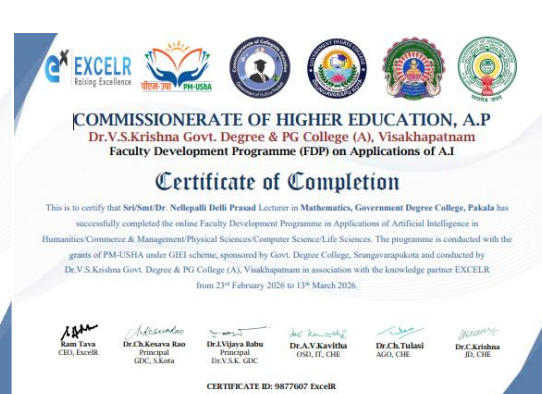 EXCELR
Raising Excellence
पीएम-उषा PM-USHA
COMMISSIONERATE OF HIGHER EDUCATION, A.P
Dr.V.S.Krishna Govt. Degree & PG College (A), Visakhapatnam
Faculty Development Programme (FDP) on Applications of A.I
Certificate of Completion
This is to certify that Sri/Smt/Dr. Nellepalli Delli Prasad Lecturer in Mathematics, Government Degree College, Pakala has
successfully completed the online Faculty Development Programme in Applications of Artificial Intelligence in
Humanities/Commerce & Management/Physical Sciences/Computer Science/Life Sciences. The programme is conducted with the
grants of PM-USHA under GIEI scheme, sponsored by Govt. Degree College, Srungavarapukota and conducted by
Dr.V.S.Krishna Govt. Degree & PG College (A), Visakhapatnam in association with the knowledge partner EXCELR
from 23rd February 2026 to 13th March 2026.
Ram Tava
CEO, ExcelR
Dr.Ch.Kesava Rao
Principal
GDC, S.Kota
Dr.I.Vijaya Babu
Principal
Dr.V.S.K. GDC
Dr.A.V.Kavitha
OSD, IT, CHE
Dr.Ch.Tulasi
AGO, CHE
Dr.C.Krishna
JD, CHE
CERTIFICATE ID: 9877607 ExcelR